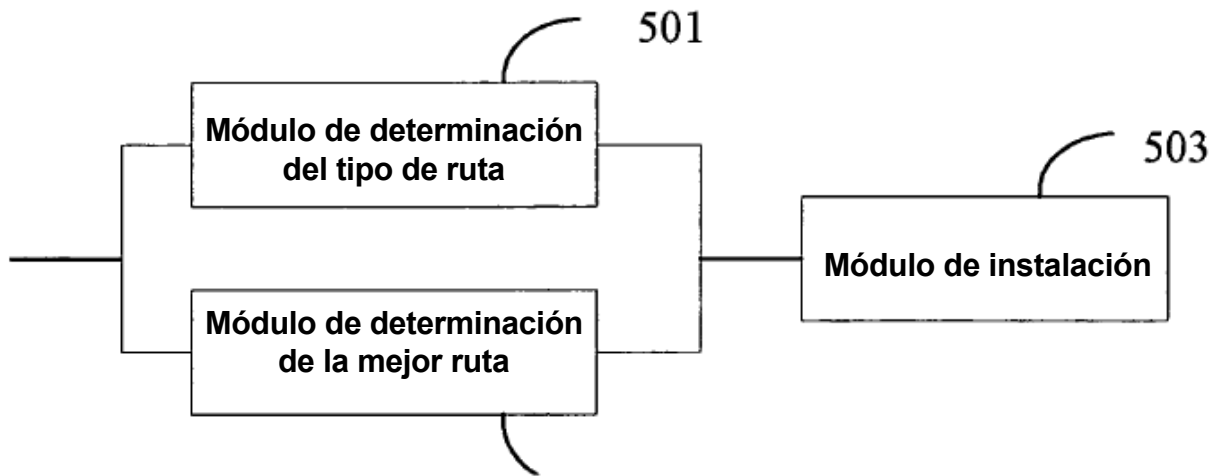 501
Módulo de determinación
del tipo de ruta
503
Módulo de instalación
Módulo de determinación
de la mejor ruta